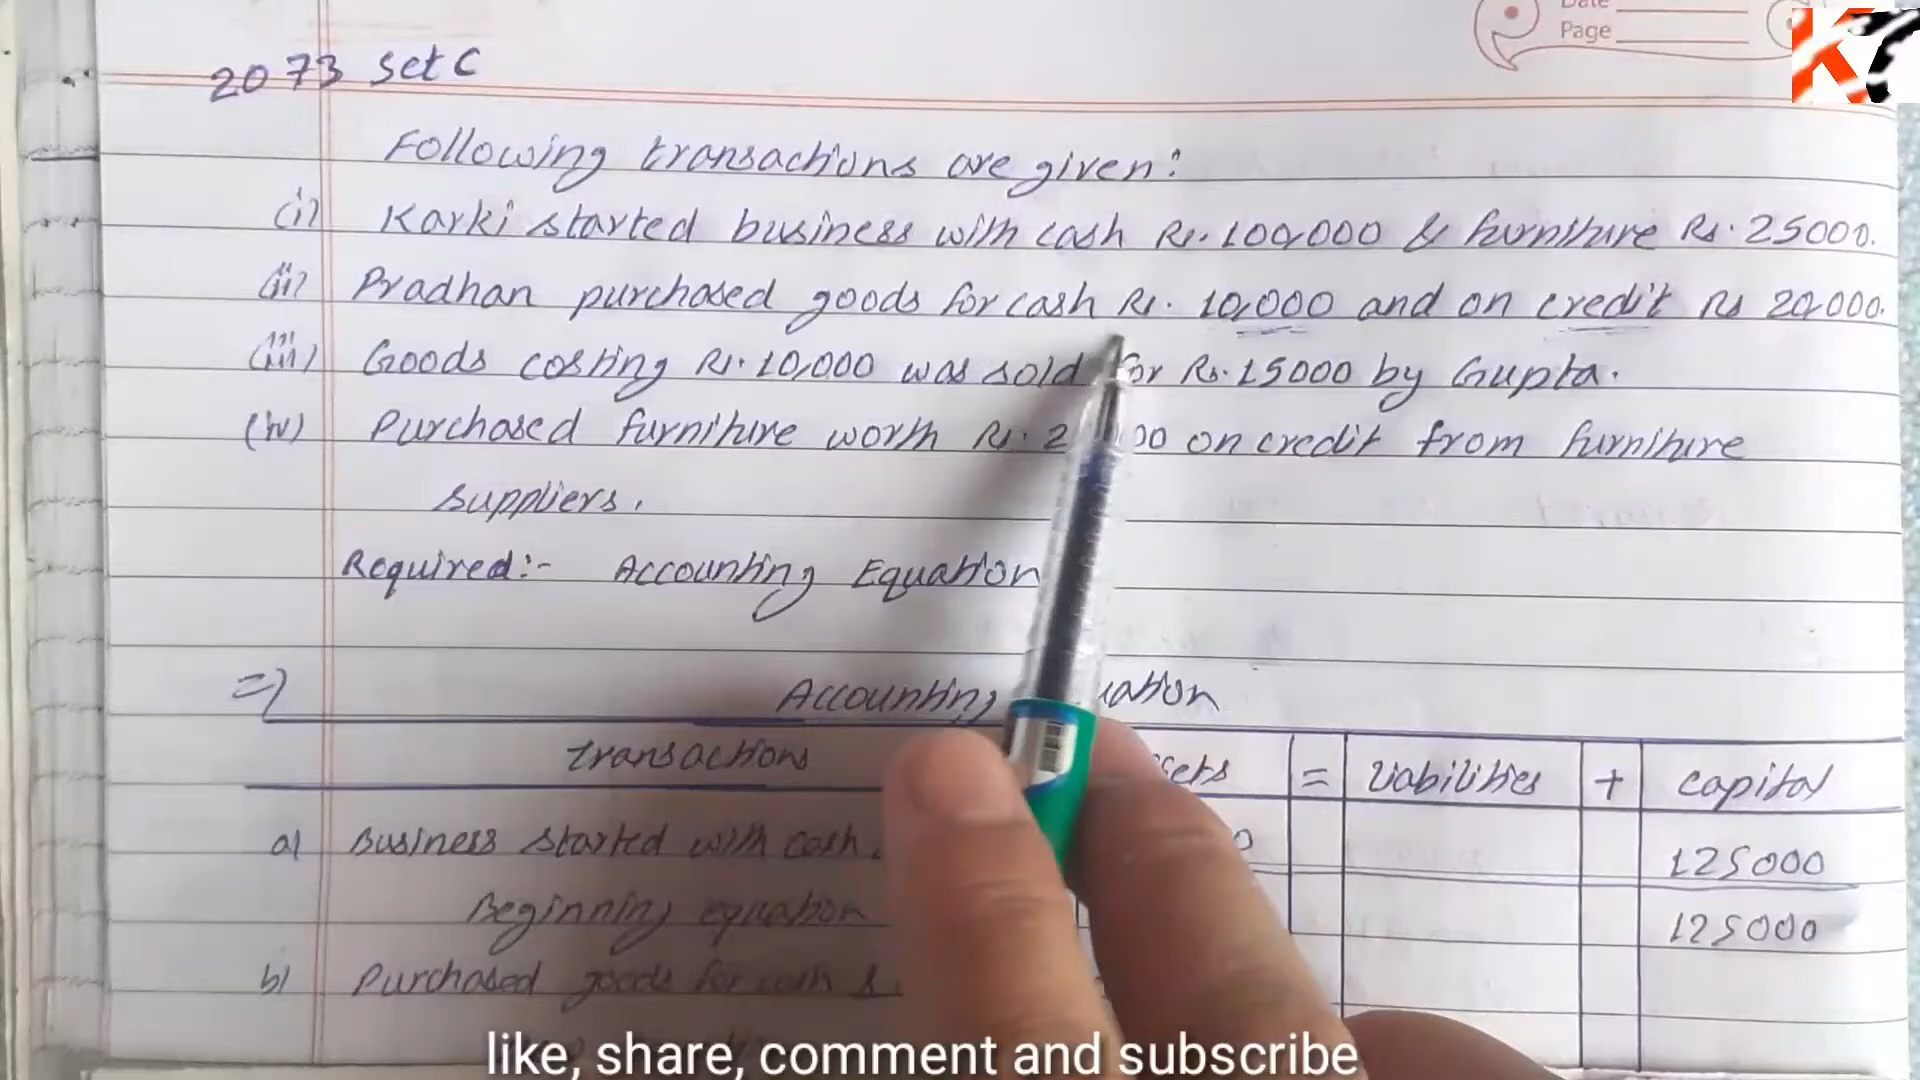 Date
Page
K
2073 Set C
Following transactions are given:
(i) Karki started business with cash Rs. 100,000 & furniture Rs. 25000.
(ii) Pradhan purchased goods for cash Rs. 10,000 and on credit Rs 20,000.
(iii) Goods costing Rs. 10,000 was sold for Rs. 15000 by Gupta.
(iv) Purchased furniture worth Rs. on credit from furniture
suppliers.
Required:- Accounting Equation
=) Accounting
transactions = Liabilities + capital
a) Business started with cash. 125000
Beginning equation 125000
b) Purchased goods for cash &
like, share, comment and subscribe